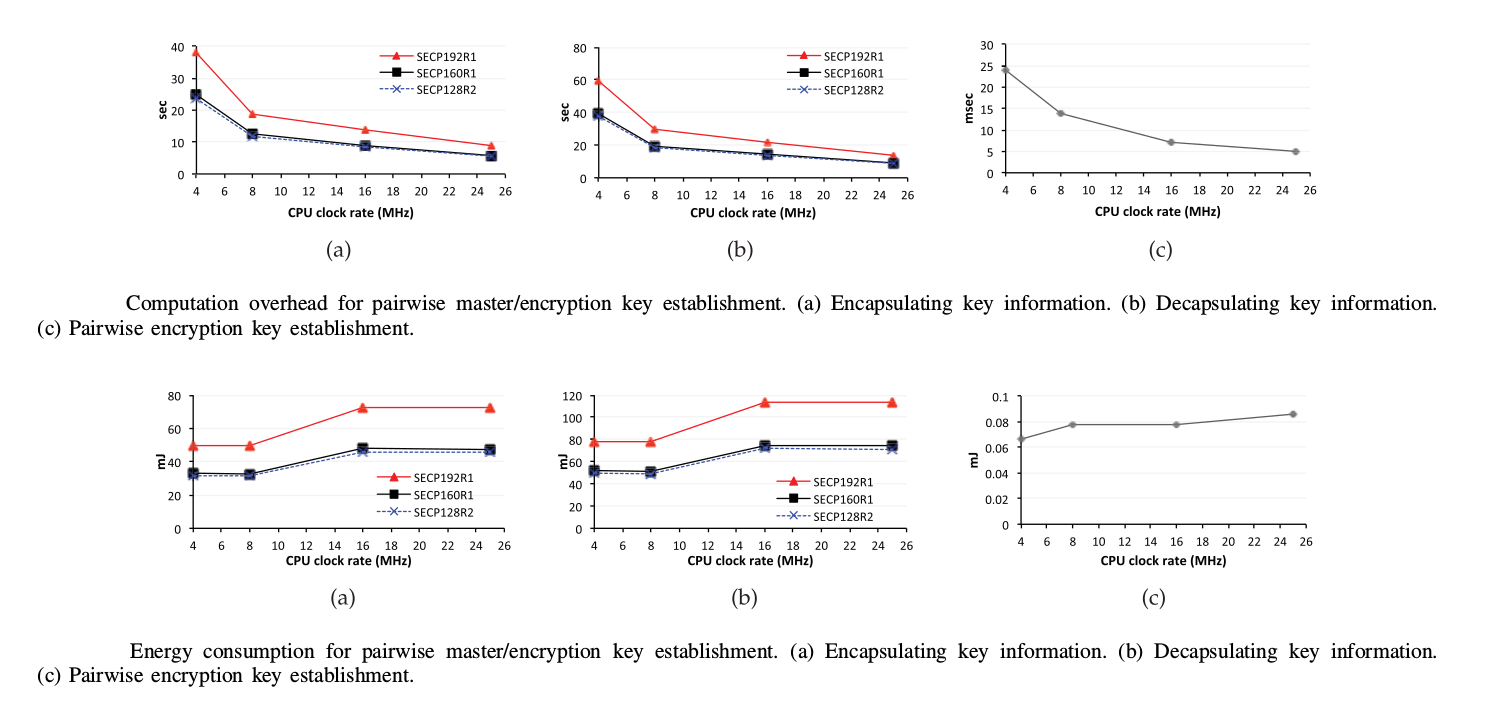 40
30
20
10
0
sec
4 6 8 10 12 14 16 18 20 22 24 26
CPU clock rate (MHz)
SECP192R1
SECP160R1
SECP128R2
(a)
80
60
40
20
0
sec
4 6 8 10 12 14 16 18 20 22 24 26
CPU clock rate (MHz)
SECP192R1
SECP160R1
SECP128R2
(b)
30
25
20
15
10
5
0
msec
4 6 8 10 12 14 16 18 20 22 24 26
CPU clock rate (MHz)
(c)
Computation overhead for pairwise master/encryption key establishment. (a) Encapsulating key information. (b) Decapsulating key information.
(c) Pairwise encryption key establishment.
80
60
40
20
0
mJ
4 6 8 10 12 14 16 18 20 22 24 26
CPU clock rate (MHz)
SECP192R1
SECP160R1
SECP128R2
(a)
120
100
80
60
40
20
0
mJ
4 6 8 10 12 14 16 18 20 22 24 26
CPU clock rate (MHz)
SECP192R1
SECP160R1
SECP128R2
(b)
0.1
0.08
0.06
0.04
0.02
0
mJ
4 6 8 10 12 14 16 18 20 22 24 26
CPU clock rate (MHz)
(c)
Energy consumption for pairwise master/encryption key establishment. (a) Encapsulating key information. (b) Decapsulating key information.
(c) Pairwise encryption key establishment.